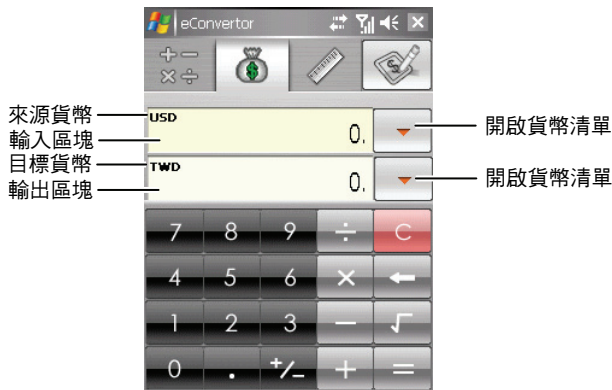 eConvertor
來源貨幣
USD
輸入區塊
0.
開啟貨幣清單
目標貨幣
TWD
輸出區塊
0.
開啟貨幣清單
7 8 9 ÷ C
4 5 6 × ←
1 2 3 − √
0 . +/− + =